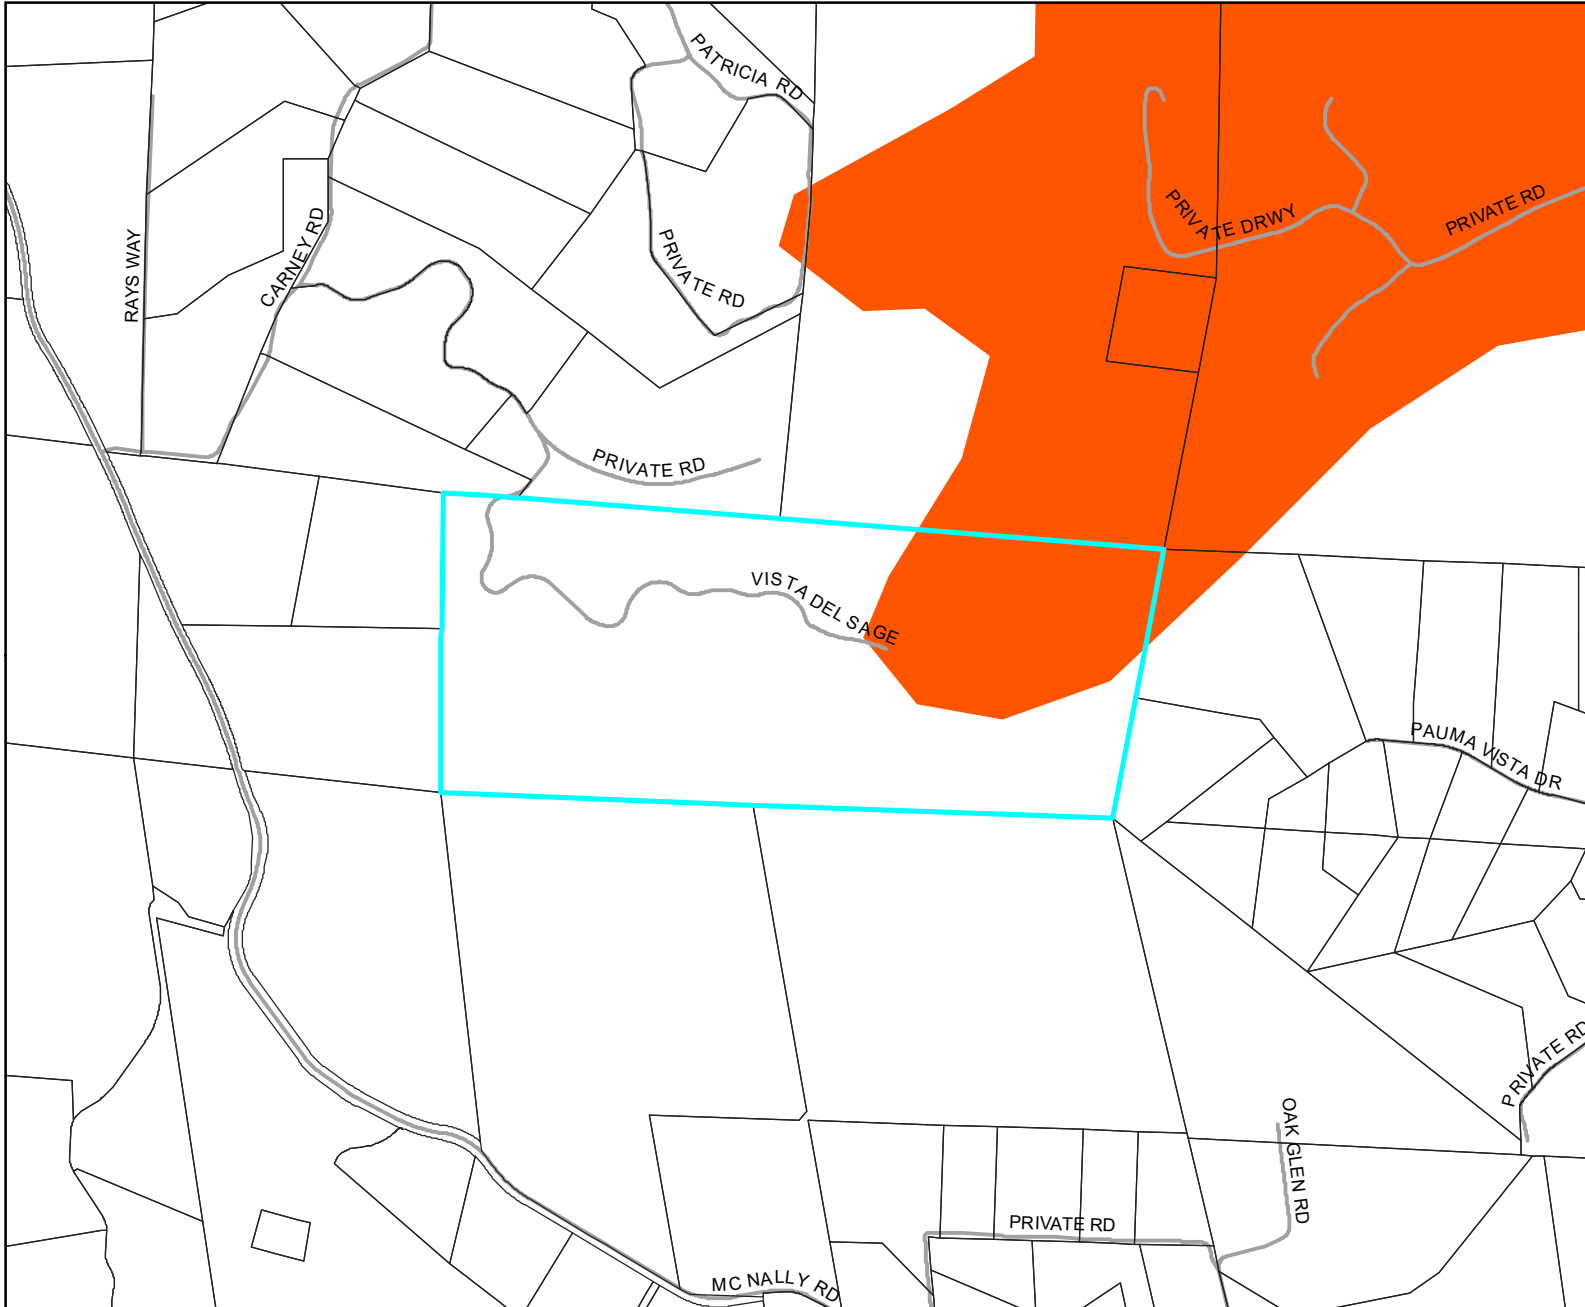 PATRICIA RD
PRIVATE DRWY
PRIVATE RD
RAYS WAY
CARNEY RD
PRIVATE RD
PRIVATE RD
VISTA DEL SAGE
PAUMA VISTA DR
PRIVATE RD
OAK GLEN RD
PRIVATE RD
MC NALLY RD